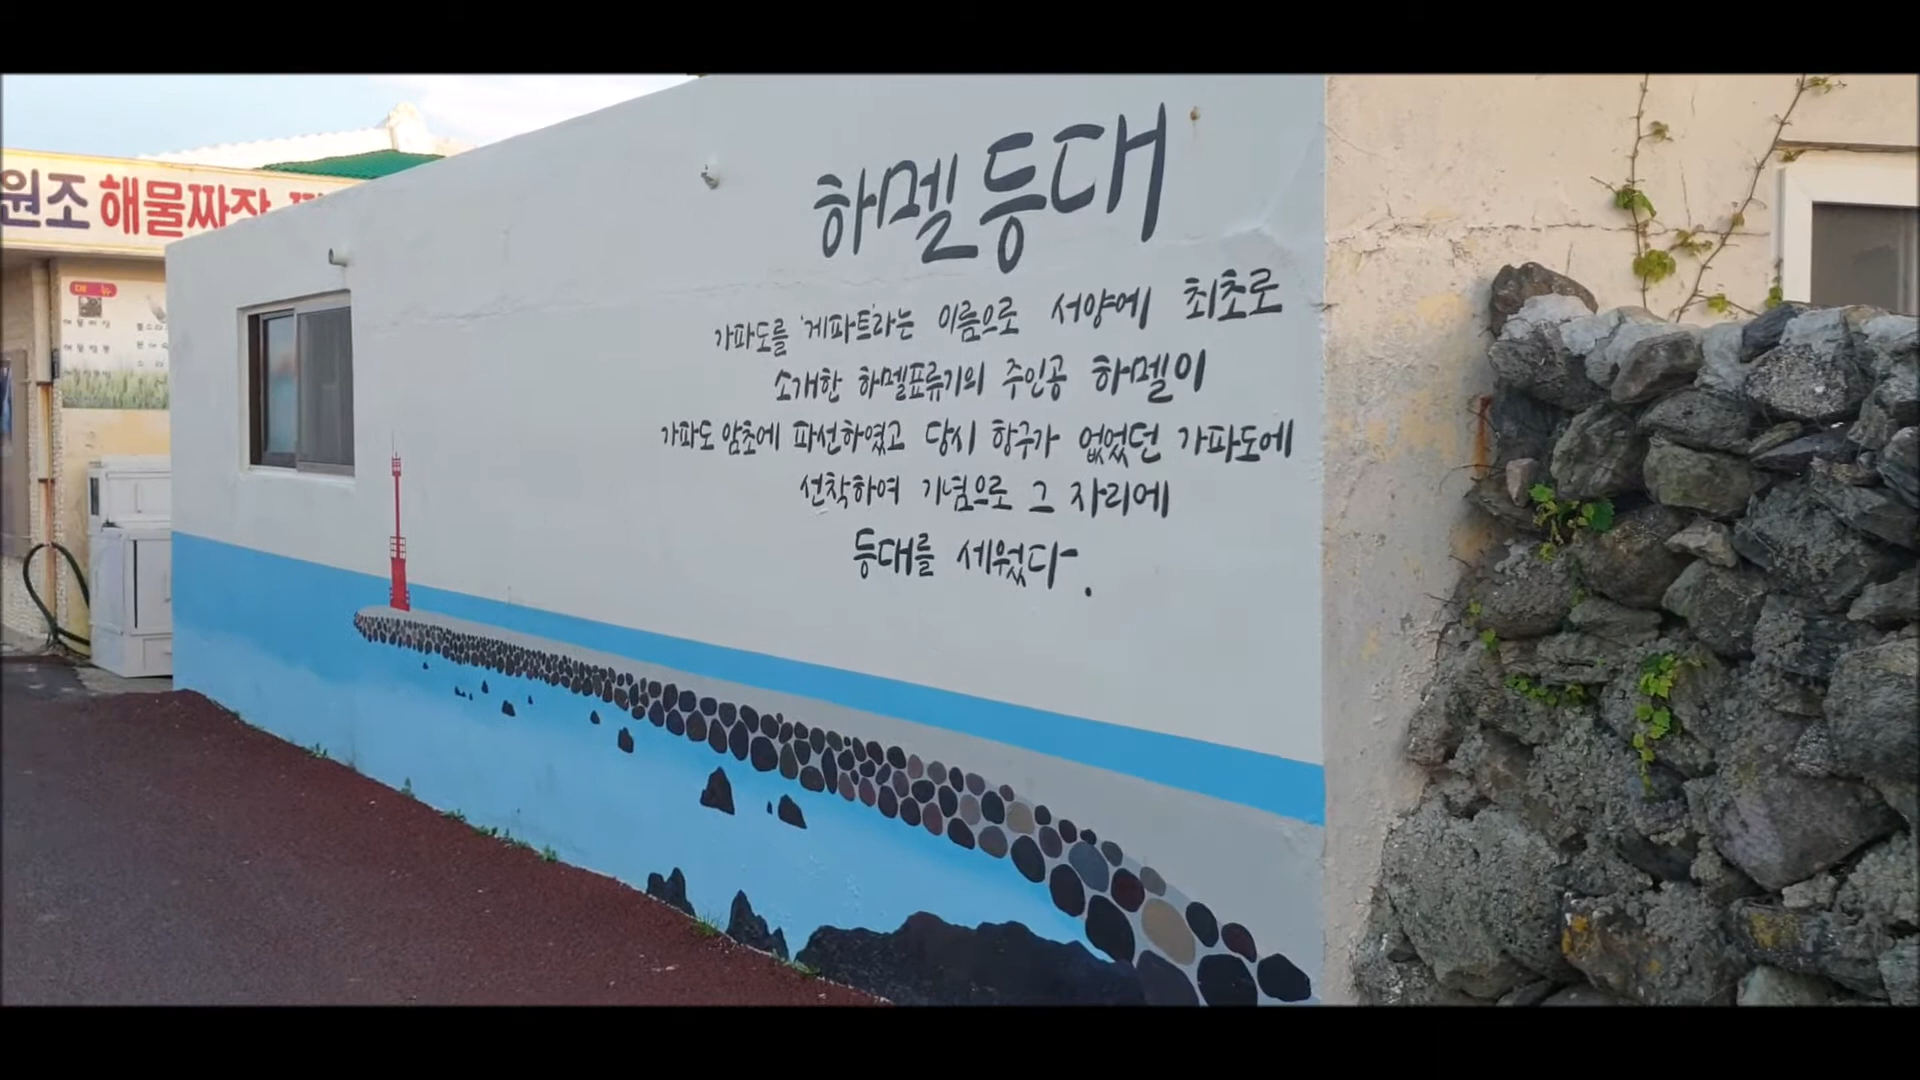 원조 해물짜장
하멜등대
가파도를 '게파트'라는 이름으로 서양에 최초로
소개한 하멜표류기의 주인공 하멜이
가파도 암초에 파선하였고 당시 항구가 없었던 가파도에
선착하여 기념으로 그 자리에
등대를 세웠다.